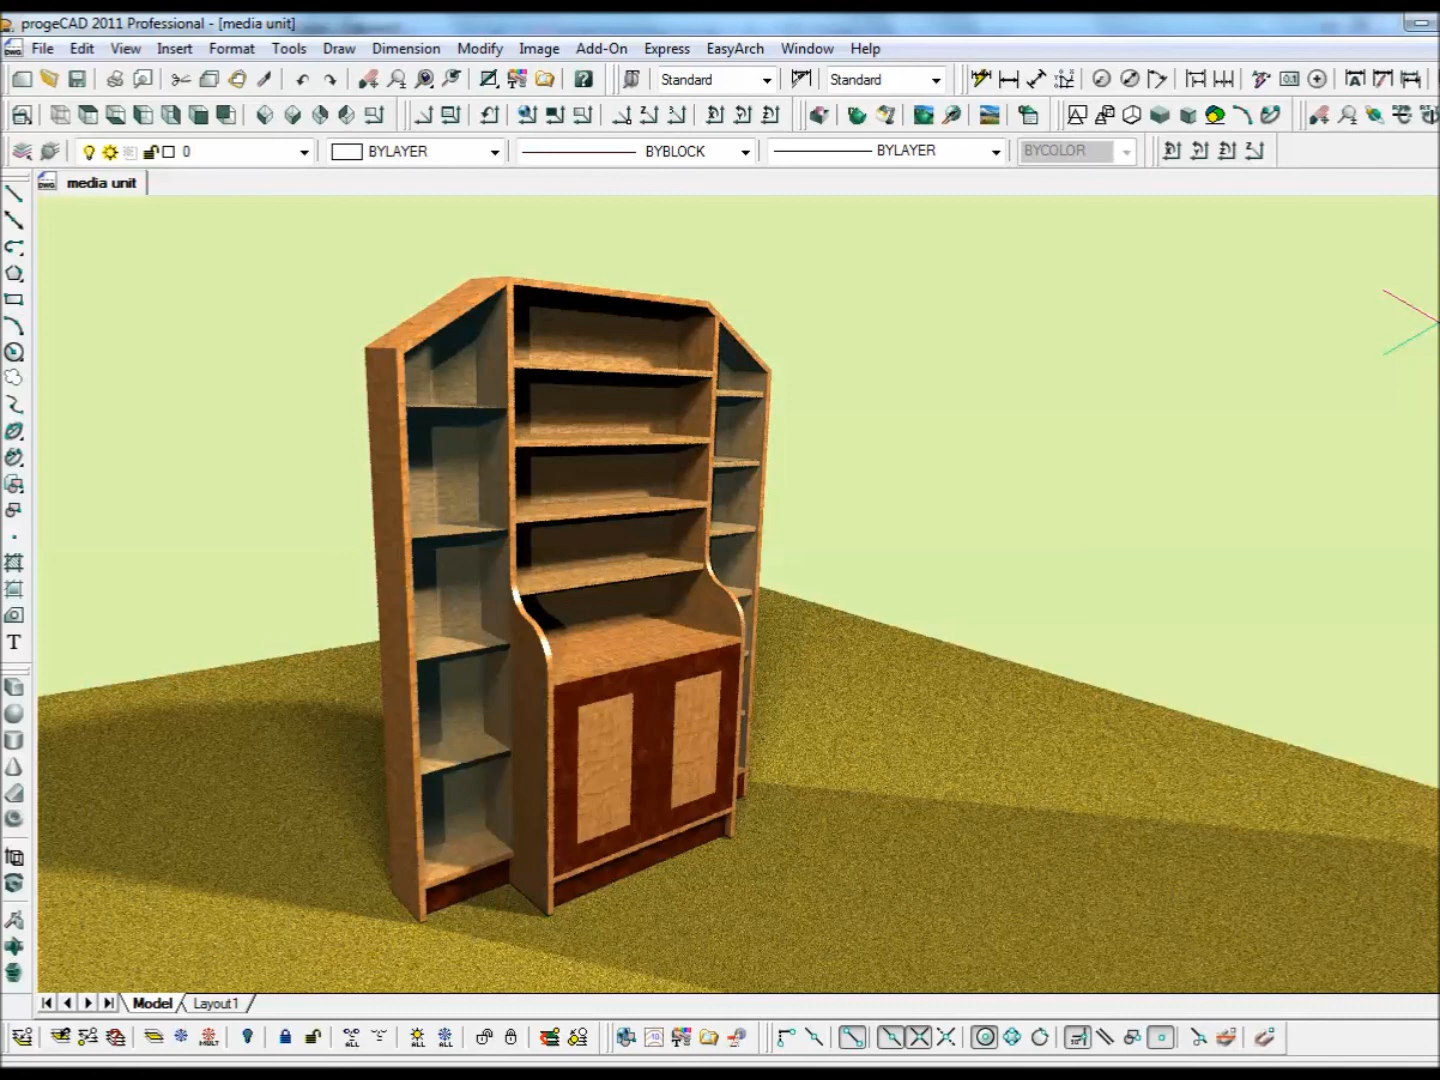 progeCAD 2011 Professional - [media unit]
File Edit View Insert Format Tools Draw Dimension Modify Image Add-On Express EasyArch Window Help
Standard Standard
0 BYLAYER BYBLOCK BYLAYER BYCOLOR
media unit
T
Model Layout1